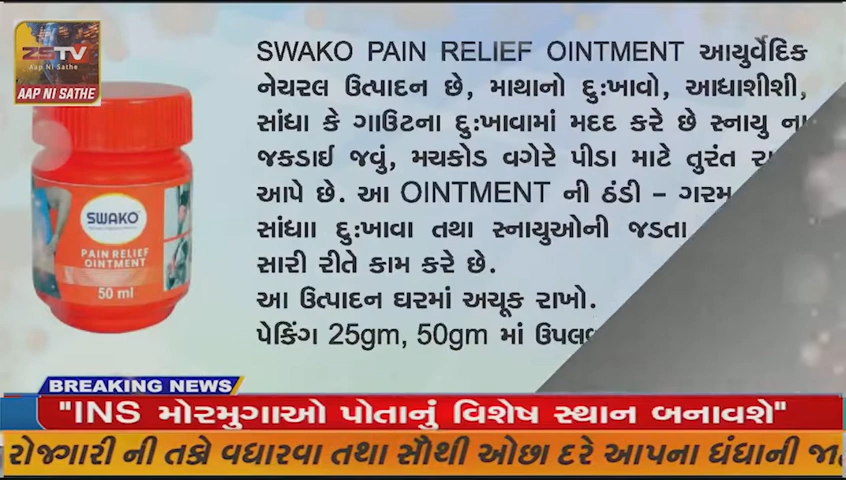 ZSTV
Aap Ni Sathe
AAP NI SATHE
SWAKO PAIN RELIEF OINTMENT આયુર્વેદિક
નેચરલ ઉત્પાદન છે, માથાનો દુઃખાવો, આધાશીશી,
સાંધા કે ગાઉટના દુઃખાવામાં મદદ કરે છે સ્નાયુ ના
જકડાઈ જવું, મચકોડ વગેરે પીડા માટે તુરંત
આપે છે. આ OINTMENT ની ઠંડી – ગરમ
સાંધાા દુઃખાવા તથા સ્નાયુઓની જડતા
સારી રીતે કામ કરે છે.
આ ઉત્પાદન ઘરમાં અચૂક રાખો.
પેકિંગ 25gm, 50gm માં
SWAKO
PAIN RELIEF
OINTMENT
50 ml
BREAKING NEWS
"INS મોરમુગાઓ પોતાનું વિશેષ સ્થાન બનાવશે"
રોજગારી ની તકો વધારવા તથા સૌથી ઓછા દરે આપના ધંધાની